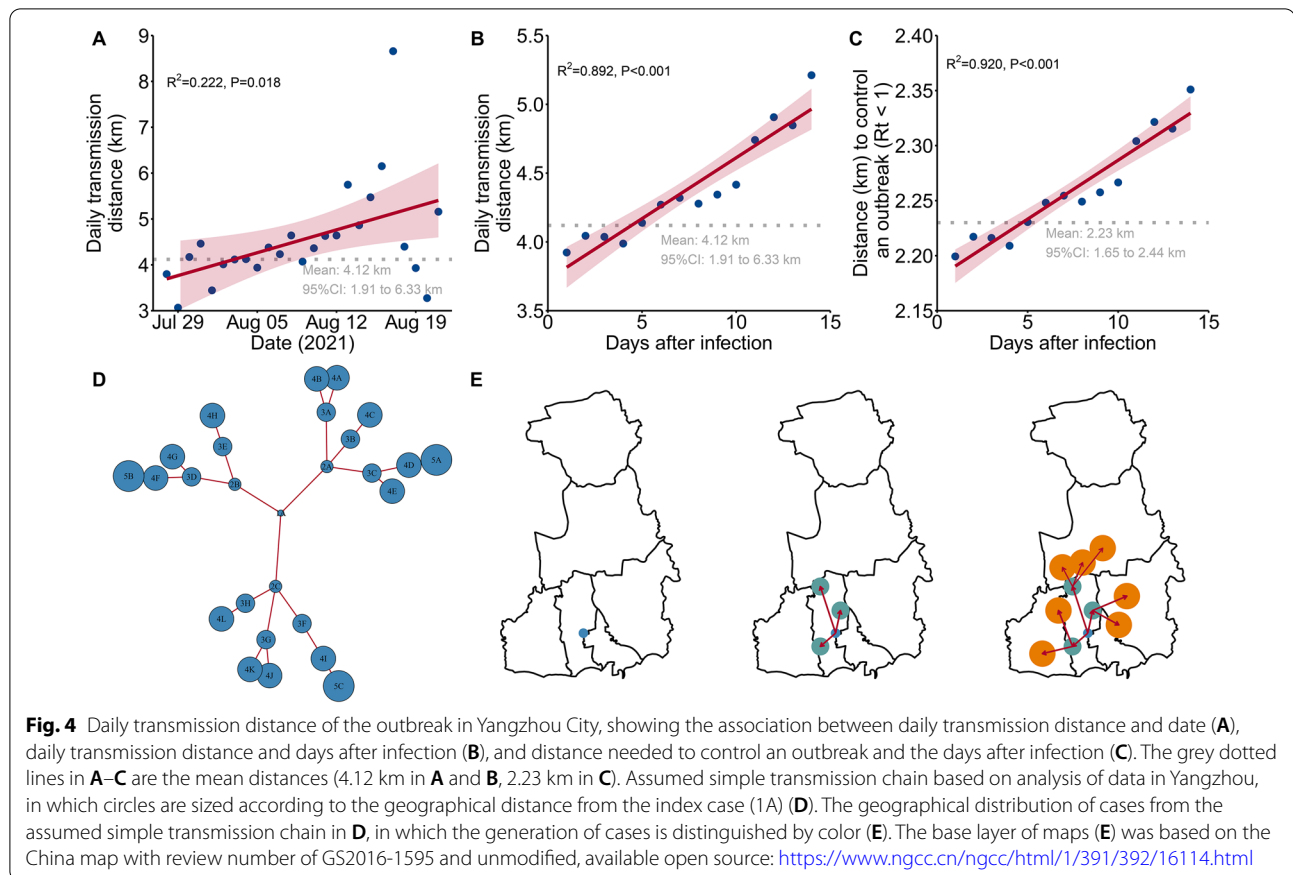 A
Daily transmission
distance (km)
9
8
7
6
5
4
3
R²=0.222, P=0.018
Mean: 4.12 km
95%CI: 1.91 to 6.33 km
Jul 29 Aug 05 Aug 12 Aug 19
Date (2021)
B
Daily transmission
distance (km)
5.5
5.0
4.5
4.0
3.5
R²=0.892, P<0.001
Mean: 4.12 km
95%CI: 1.91 to 6.33 km
0 5 10 15
Days after infection
C
Distance (km) to control
an outbreak (Rt < 1)
2.40
2.35
2.30
2.25
2.20
2.15
R²=0.920, P<0.001
Mean: 2.23 km
95%CI: 1.65 to 2.44 km
0 5 10 15
Days after infection
D
4B 4A
4H 3A 4C
3E 3B
4G 4D 5A
5B 4F 3D 2A 3C
2B 4E
2C
3H
4L 3F
3G
4K 4J 4I
5C
E
Fig. 4 Daily transmission distance of the outbreak in Yangzhou City, showing the association between daily transmission distance and date (A),
daily transmission distance and days after infection (B), and distance needed to control an outbreak and the days after infection (C). The grey dotted
lines in A–C are the mean distances (4.12 km in A and B, 2.23 km in C). Assumed simple transmission chain based on analysis of data in Yangzhou,
in which circles are sized according to the geographical distance from the index case (1A) (D). The geographical distribution of cases from the
assumed simple transmission chain in D, in which the generation of cases is distinguished by color (E). The base layer of maps (E) was based on the
China map with review number of GS2016-1595 and unmodified, available open source: https://www.ngcc.cn/ngcc/html/1/391/392/16114.html